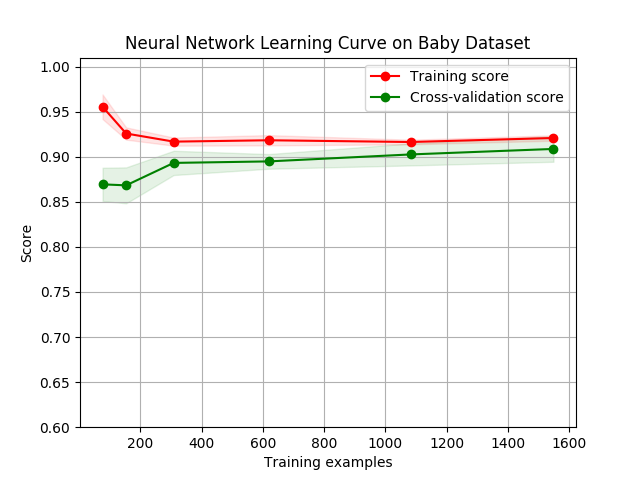 Neural Network Learning Curve on Baby Dataset
Training score
Cross-validation score
1.00
0.95
0.90
0.85
0.80
0.75
0.70
0.65
0.60
Score
200 400 600 800 1000 1200 1400 1600
Training examples